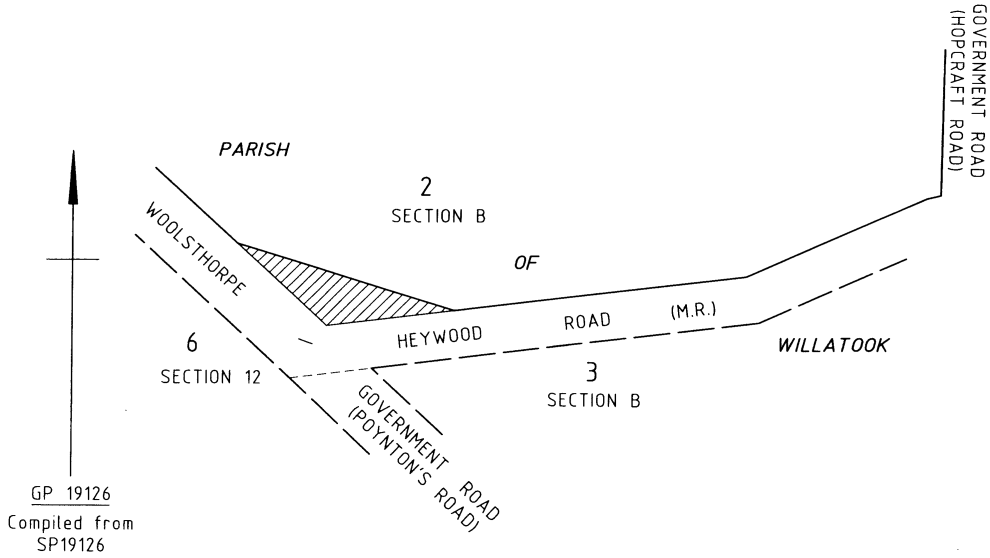 GOVERNMENT ROAD
(HOPCRAFT ROAD)
PARISH
2
SECTION B
WOOLSTHORPE
OF
HEYWOOD ROAD (M.R.)
WILLATOOK
6
SECTION 12
3
SECTION B
GOVERNMENT ROAD
(POYNTON'S ROAD)
GP 19126
Compiled from
SP19126